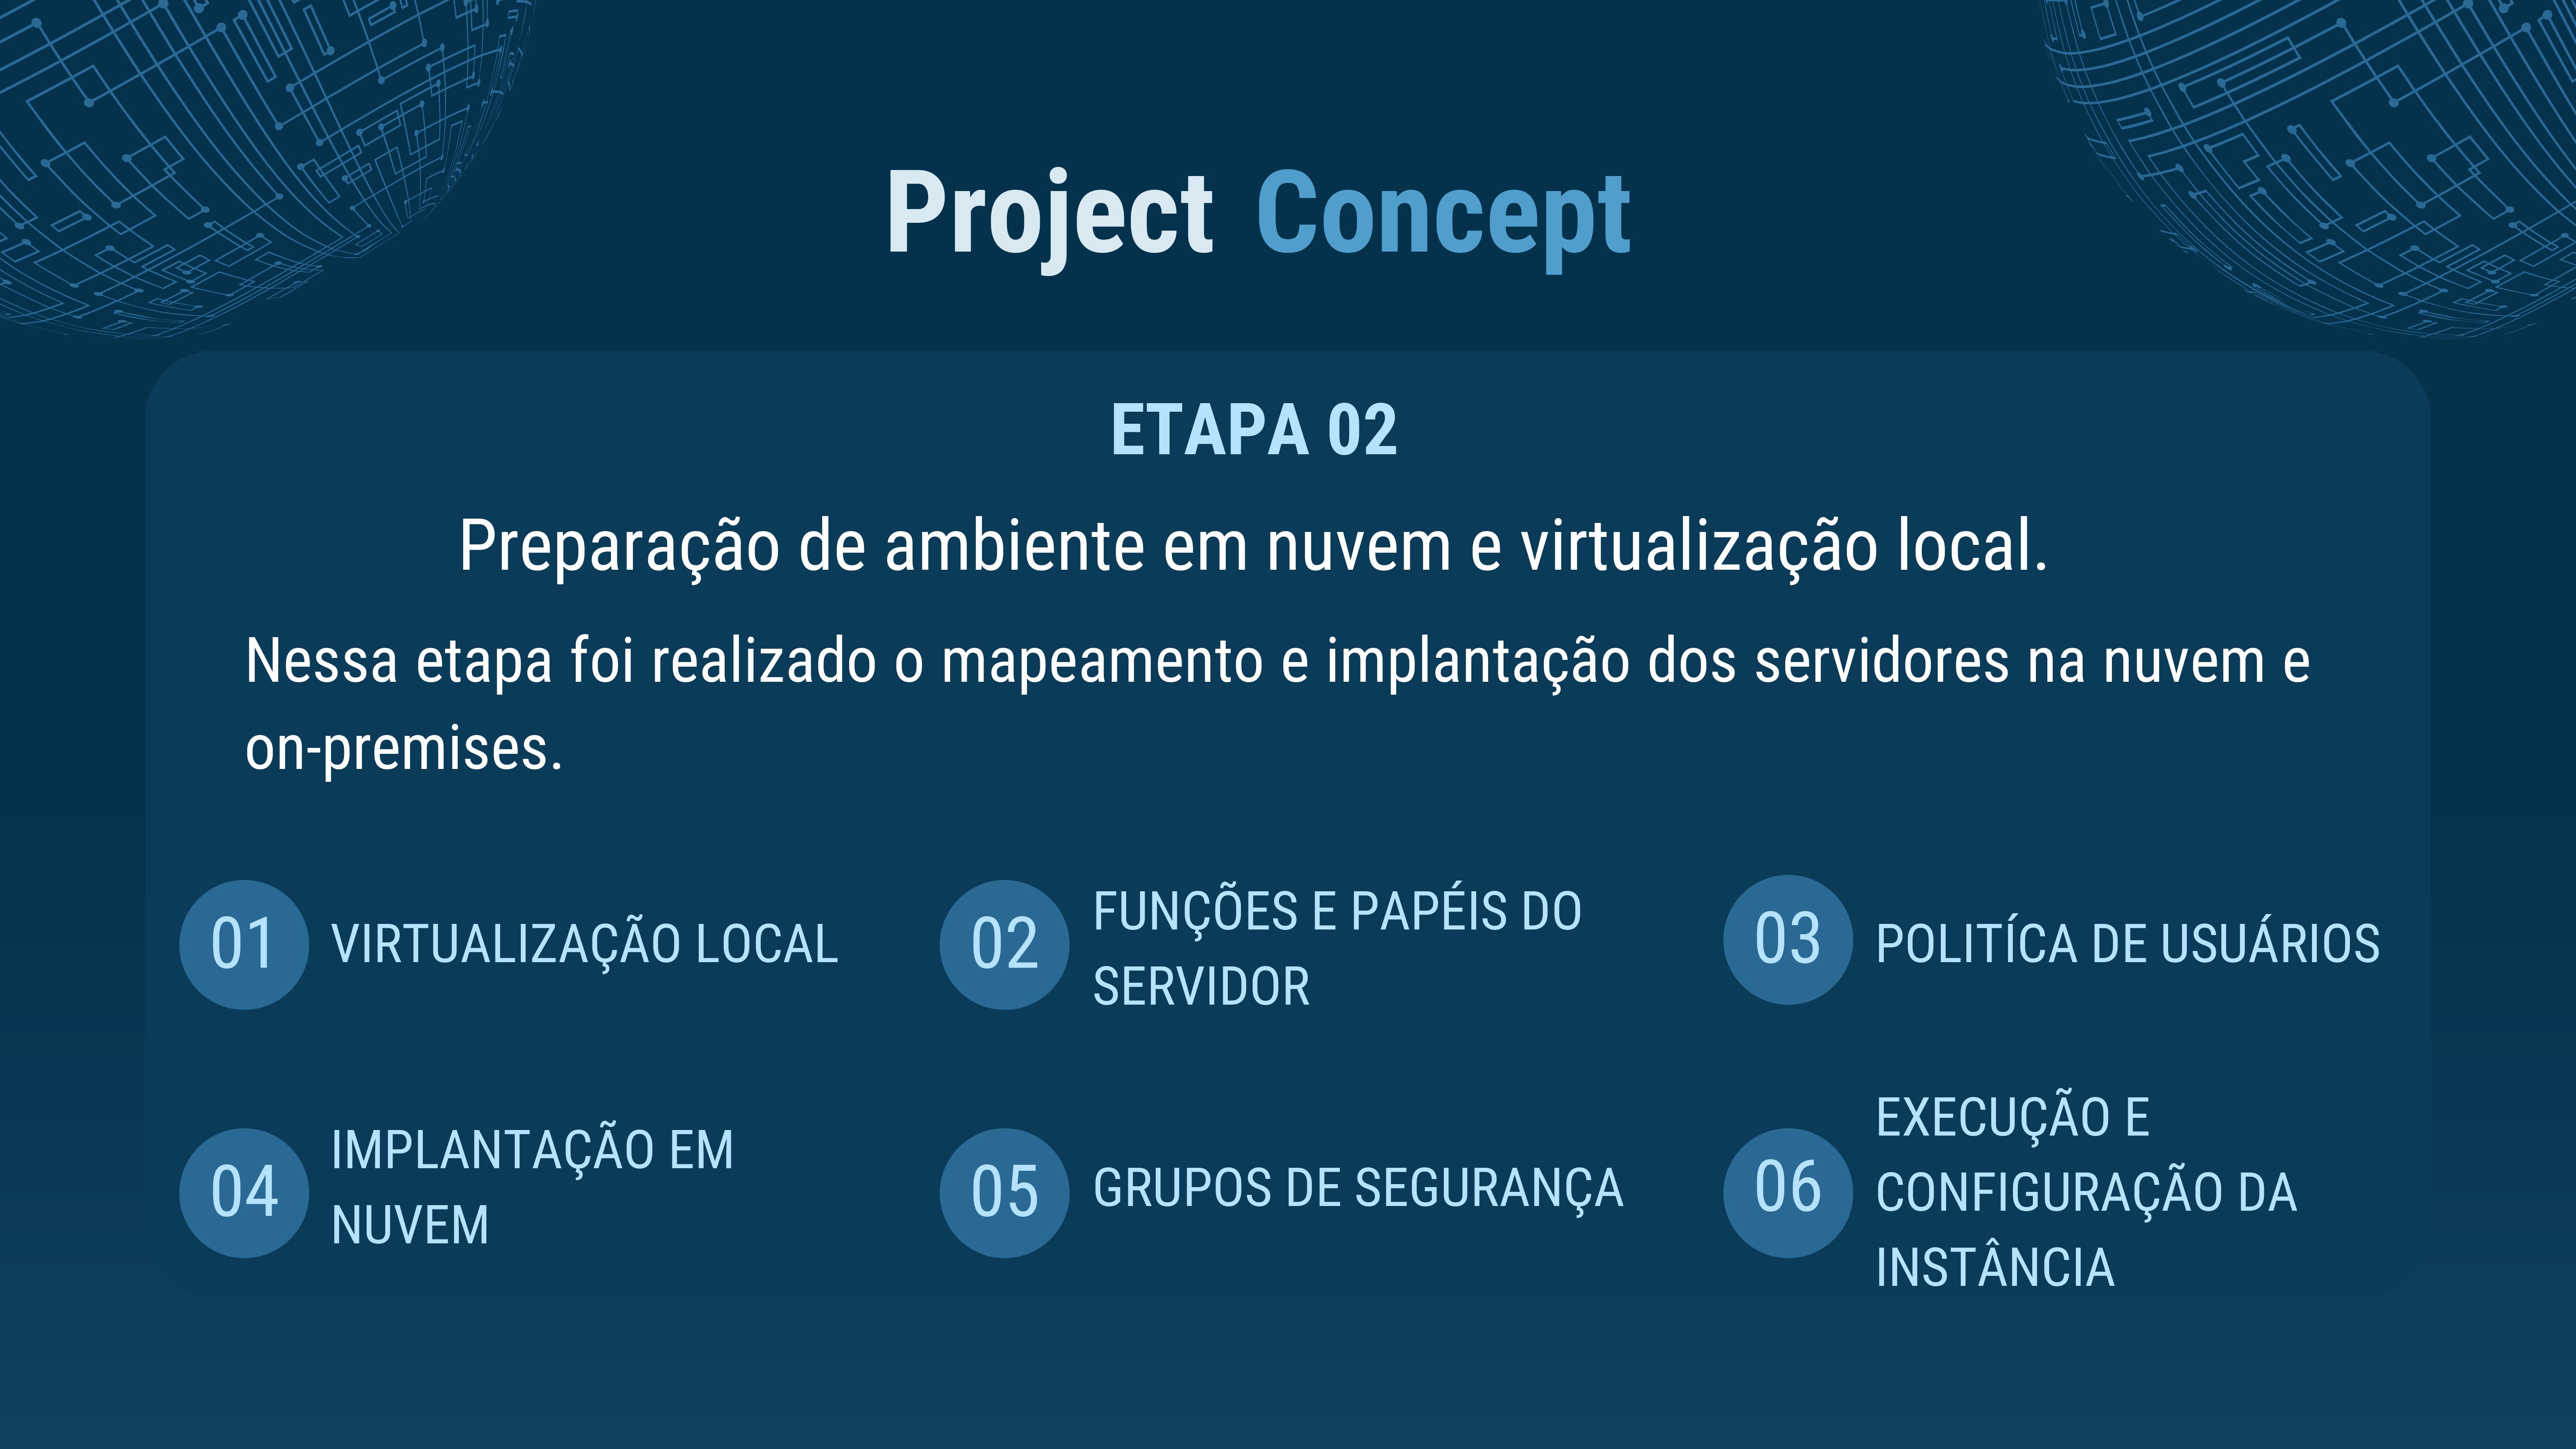 Project Concept
ETAPA 02
Preparação de ambiente em nuvem e virtualização local.
Nessa etapa foi realizado o mapeamento e implantação dos servidores na nuvem e
on-premises.
01 VIRTUALIZAÇÃO LOCAL
02 FUNÇÕES E PAPÉIS DO
SERVIDOR
03 POLITÍCA DE USUÁRIOS
04 IMPLANTAÇÃO EM
NUVEM
05 GRUPOS DE SEGURANÇA
06 EXECUÇÃO E
CONFIGURAÇÃO DA
INSTÂNCIA